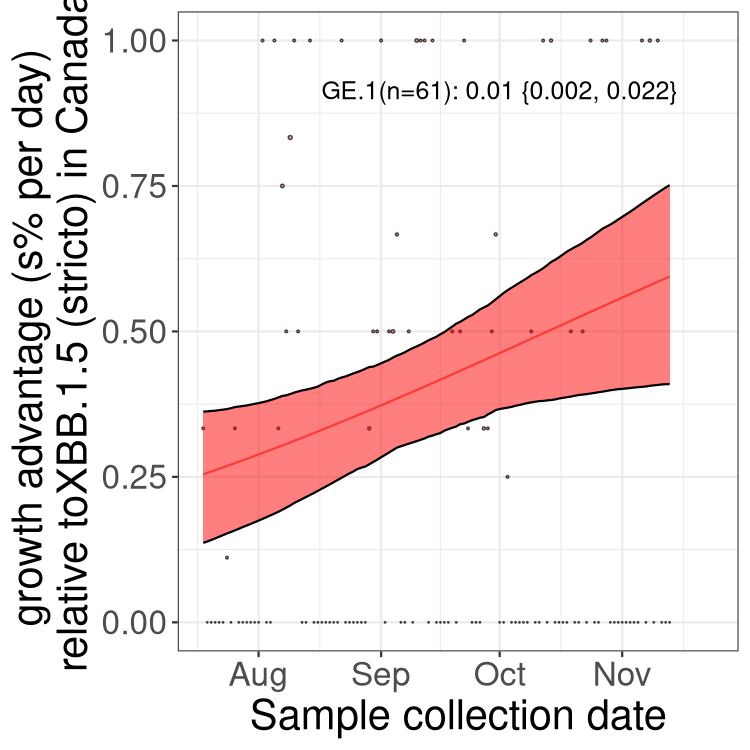 growth advantage (s% per day)
relative toXBB.1.5 (stricto) in Canada
1.00
0.75
0.50
0.25
0.00
GE.1(n=61): 0.01 {0.002, 0.022}
Aug Sep Oct Nov
Sample collection date